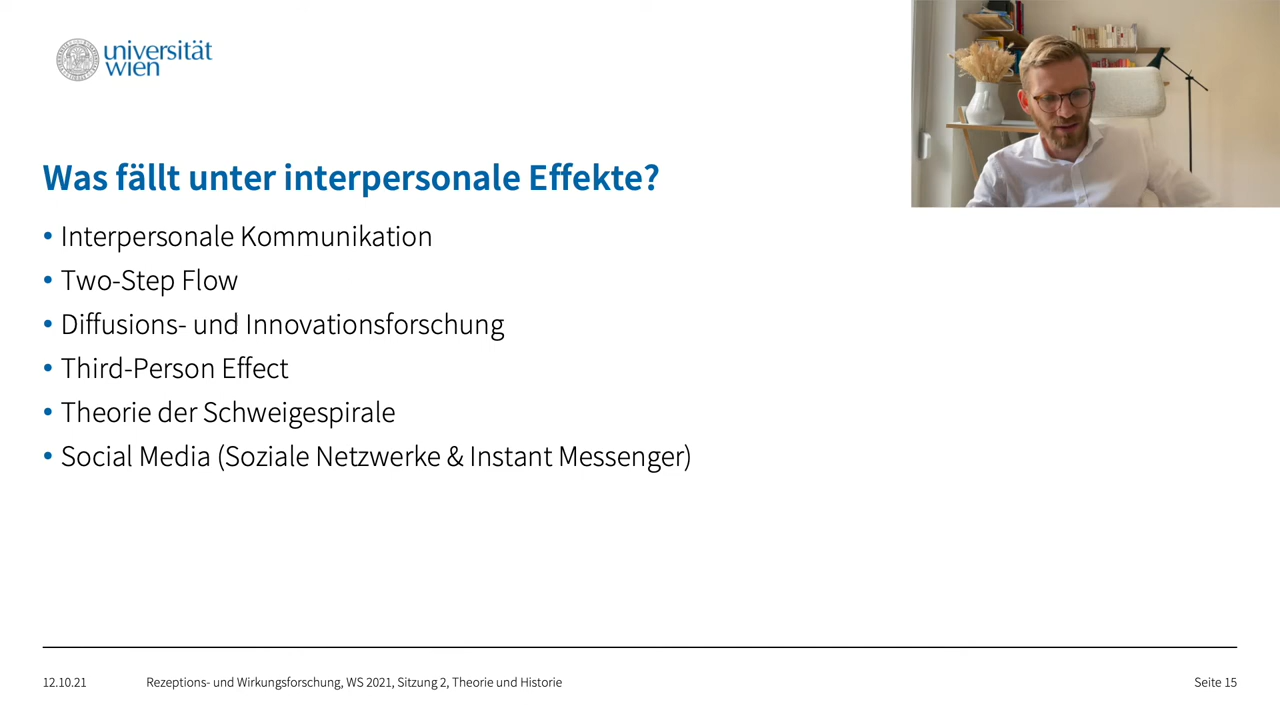 universität
wien
Was fällt unter interpersonale Effekte?
• Interpersonale Kommunikation
• Two-Step Flow
• Diffusions- und Innovationsforschung
• Third-Person Effect
• Theorie der Schweigespirale
• Social Media (Soziale Netzwerke & Instant Messenger)
12.10.21 Rezeptions- und Wirkungsforschung, WS 2021, Sitzung 2, Theorie und Historie Seite 15